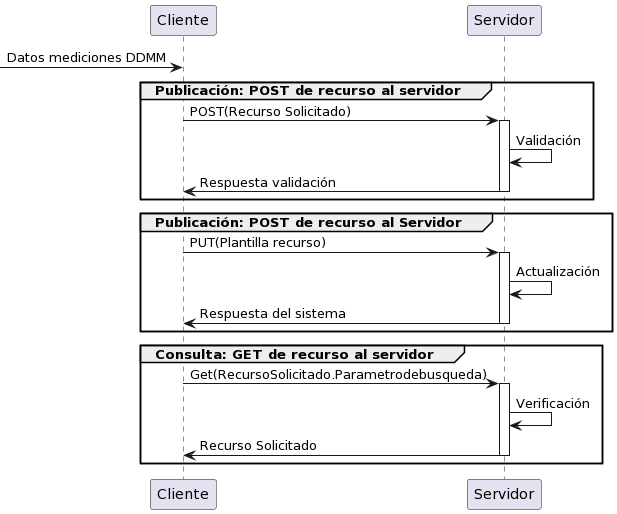 Cliente
Servidor
Datos mediciones DDMM
Publicación: POST de recurso al servidor
POST(Recurso Solicitado)
Validación
Respuesta validación
Publicación: POST de recurso al Servidor
PUT(Plantilla recurso)
Actualización
Respuesta del sistema
Consulta: GET de recurso al servidor
Get(RecursoSolicitado.Parametrodebusqueda)
Verificación
Recurso Solicitado
Cliente
Servidor